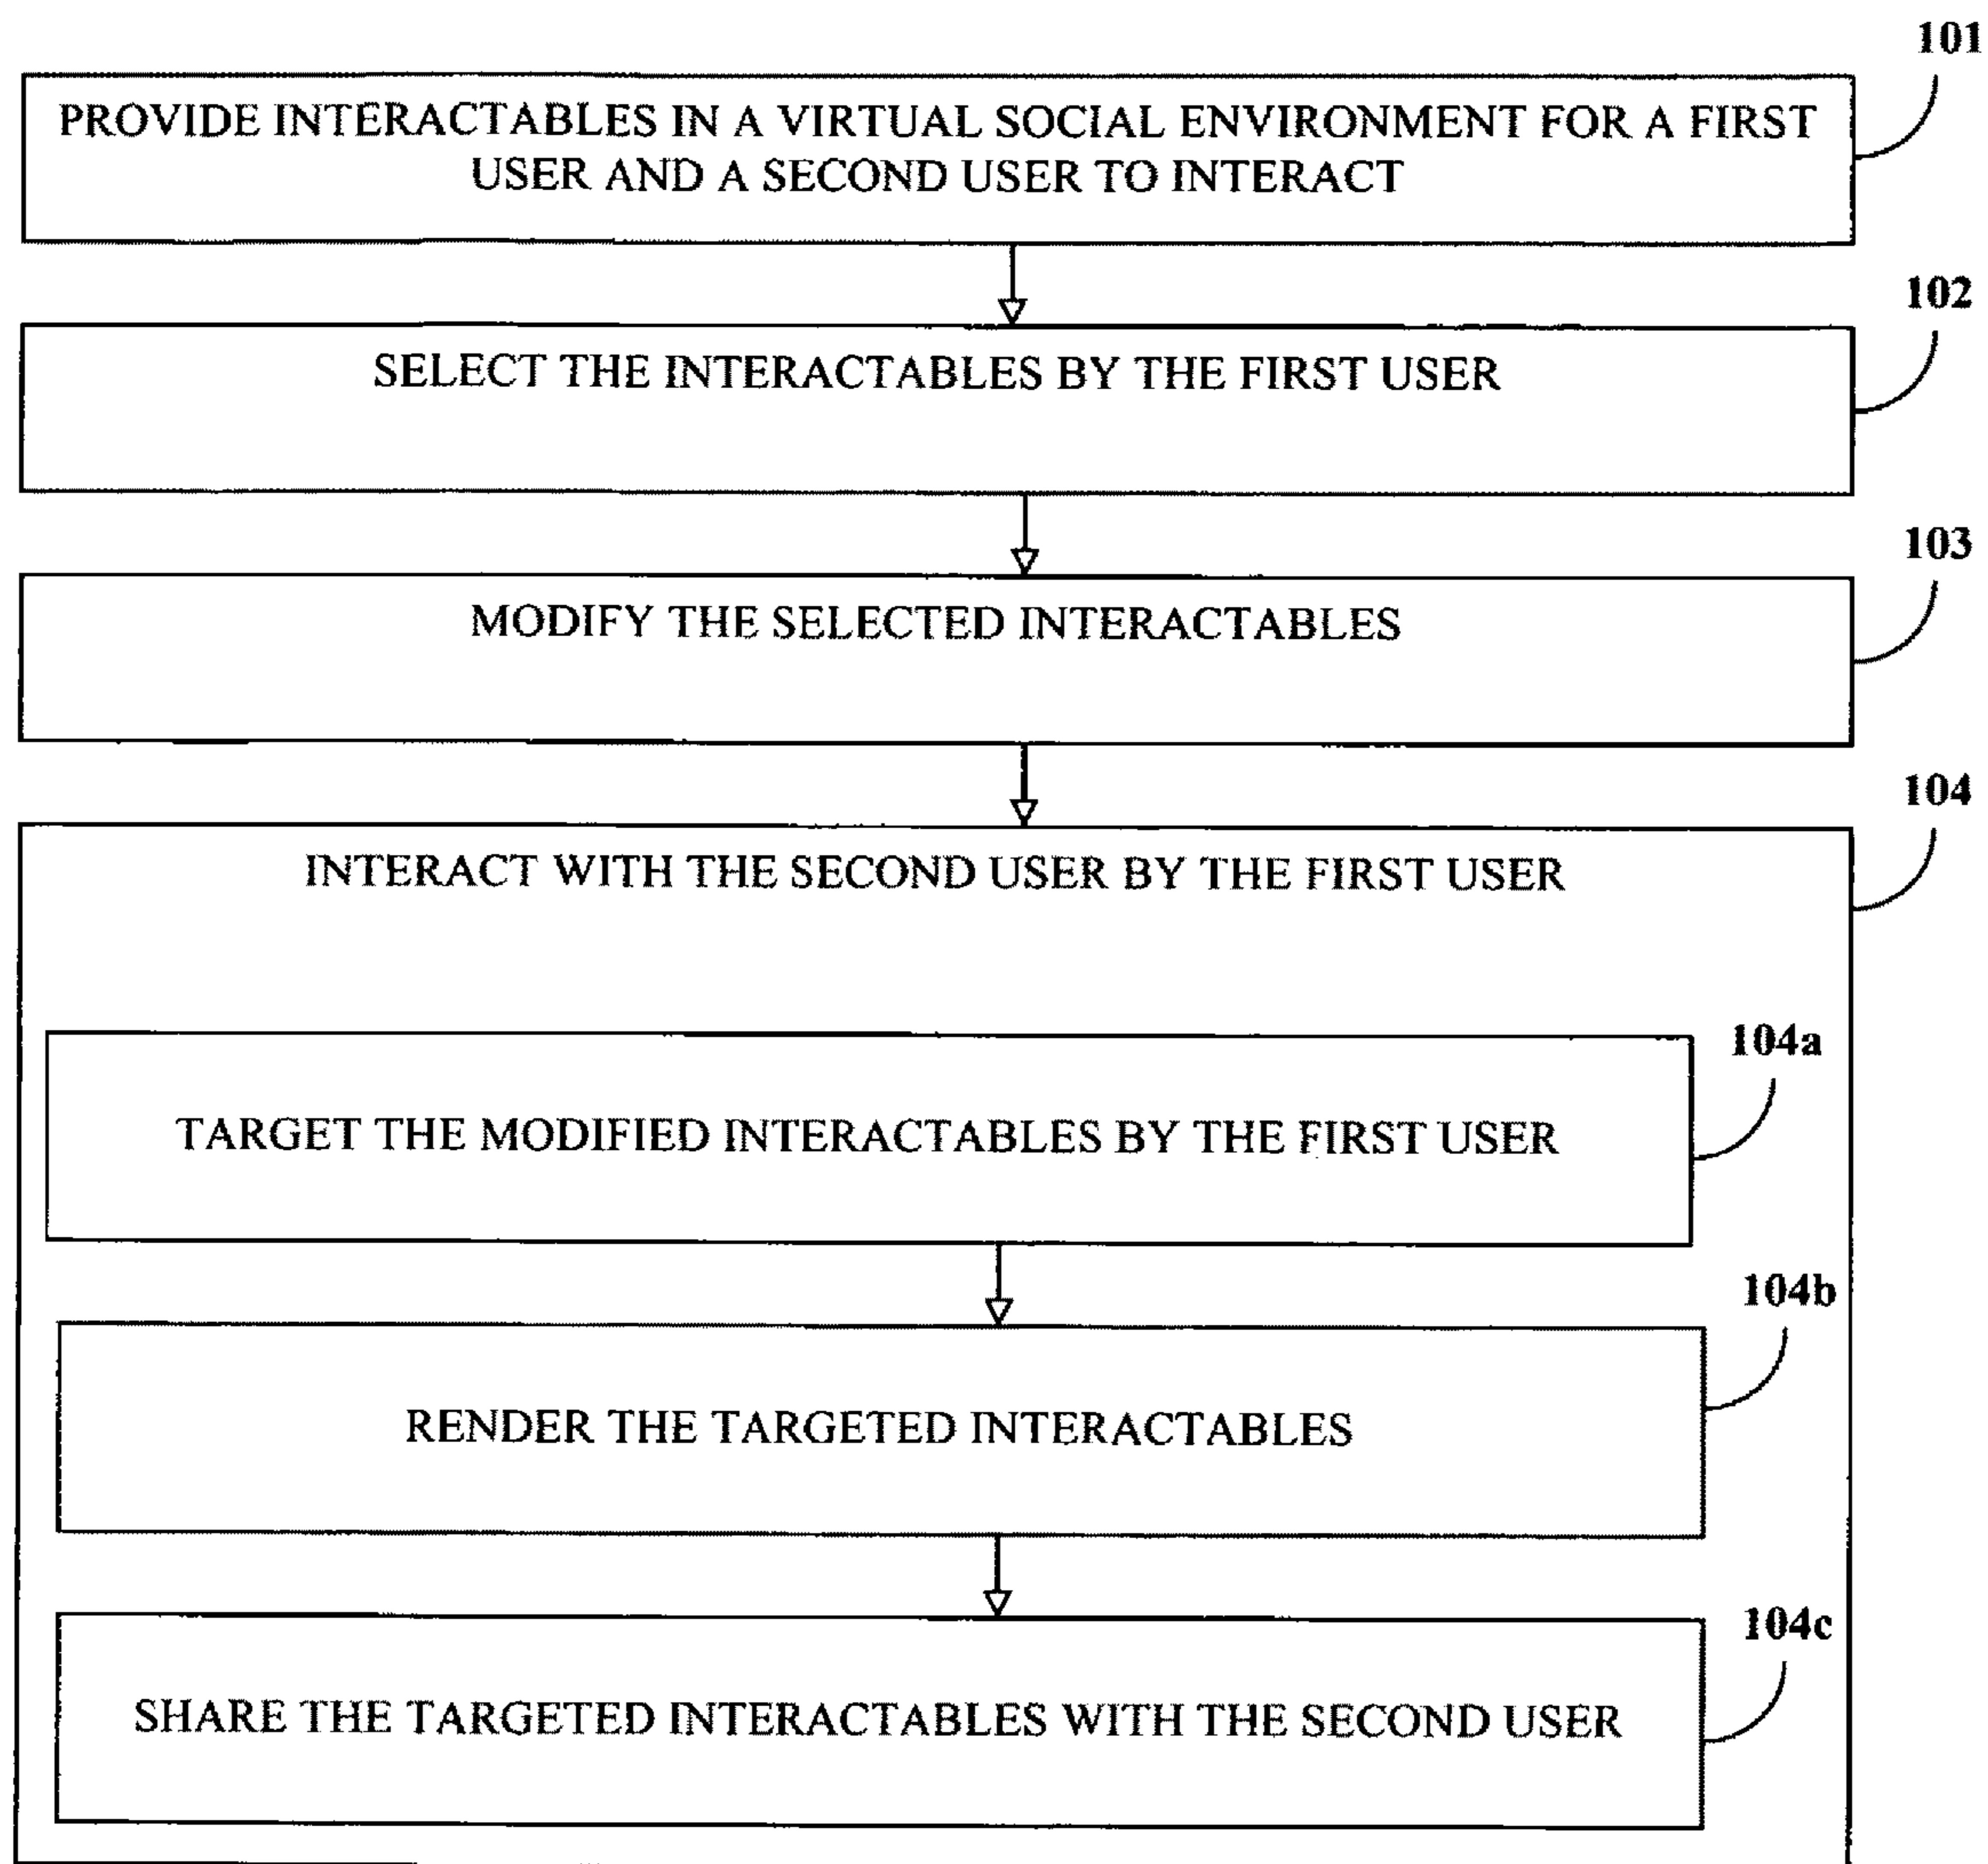 101
PROVIDE INTERACTABLES IN A VIRTUAL SOCIAL ENVIRONMENT FOR A FIRST
USER AND A SECOND USER TO INTERACT
102
SELECT THE INTERACTABLES BY THE FIRST USER
103
MODIFY THE SELECTED INTERACTABLES
104
INTERACT WITH THE SECOND USER BY THE FIRST USER
104a
TARGET THE MODIFIED INTERACTABLES BY THE FIRST USER
104b
RENDER THE TARGETED INTERACTABLES
104c
SHARE THE TARGETED INTERACTABLES WITH THE SECOND USER